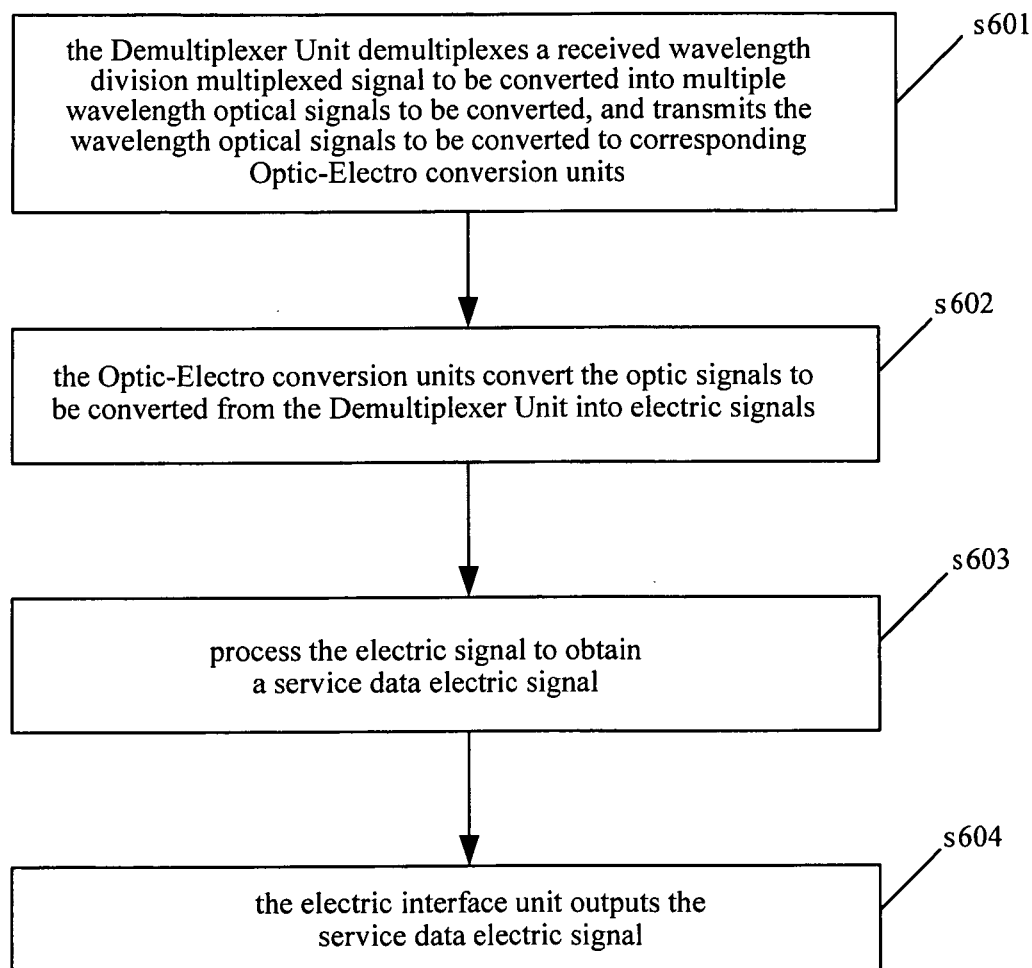 s601
the Demultiplexer Unit demultiplexes a received wavelength
division multiplexed signal to be converted into multiple
wavelength optical signals to be converted, and transmits the
wavelength optical signals to be converted to corresponding
Optic-Electro conversion units
s602
the Optic-Electro conversion units convert the optic signals to
be converted from the Demultiplexer Unit into electric signals
s603
process the electric signal to obtain
a service data electric signal
s604
the electric interface unit outputs the
service data electric signal